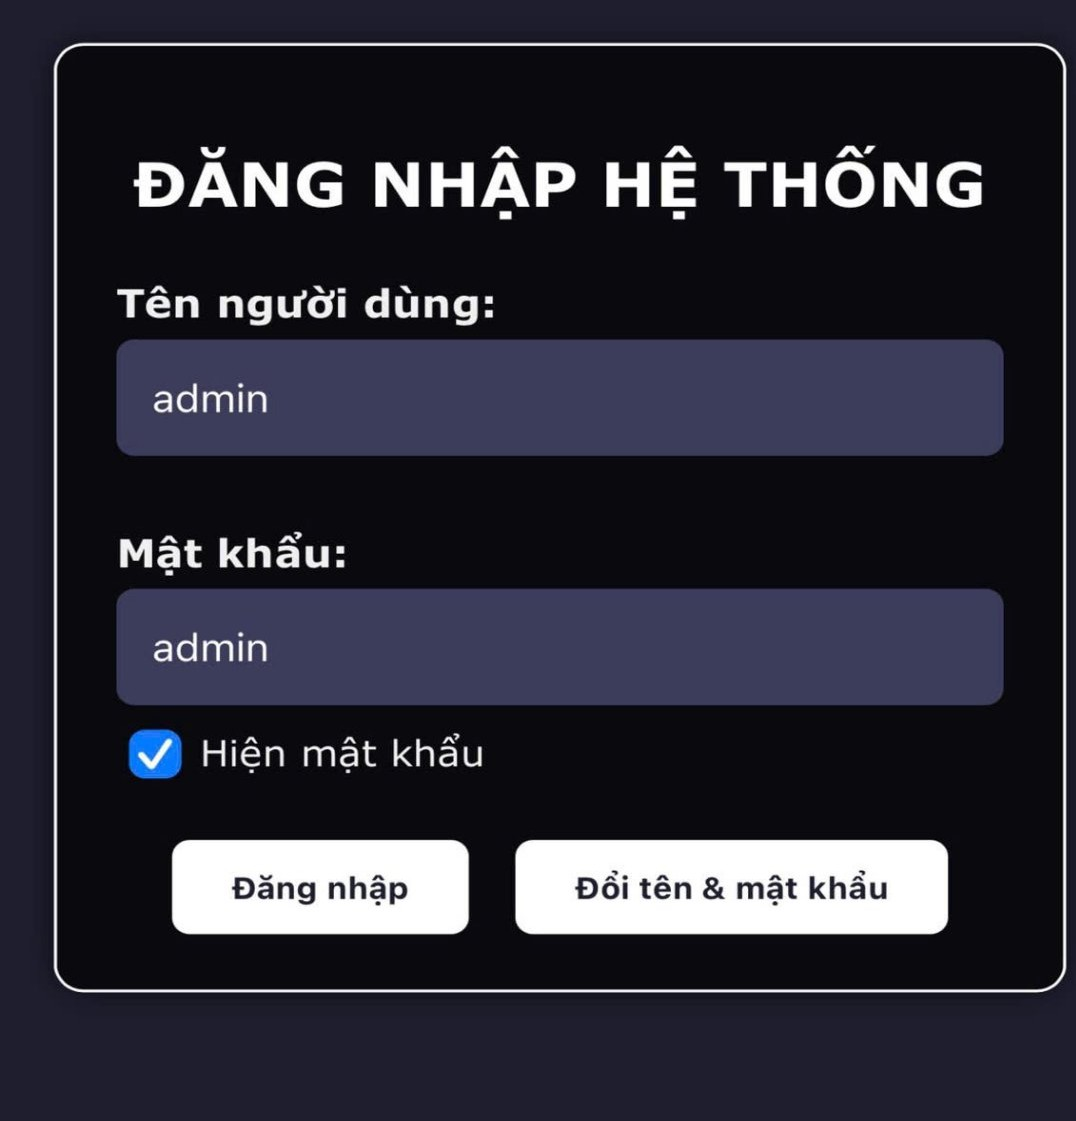 ĐĂNG NHẬP HỆ THỐNG
Tên người dùng:
admin
Mật khẩu:
admin
Hiện mật khẩu
Đăng nhập
Đổi tên & mật khẩu